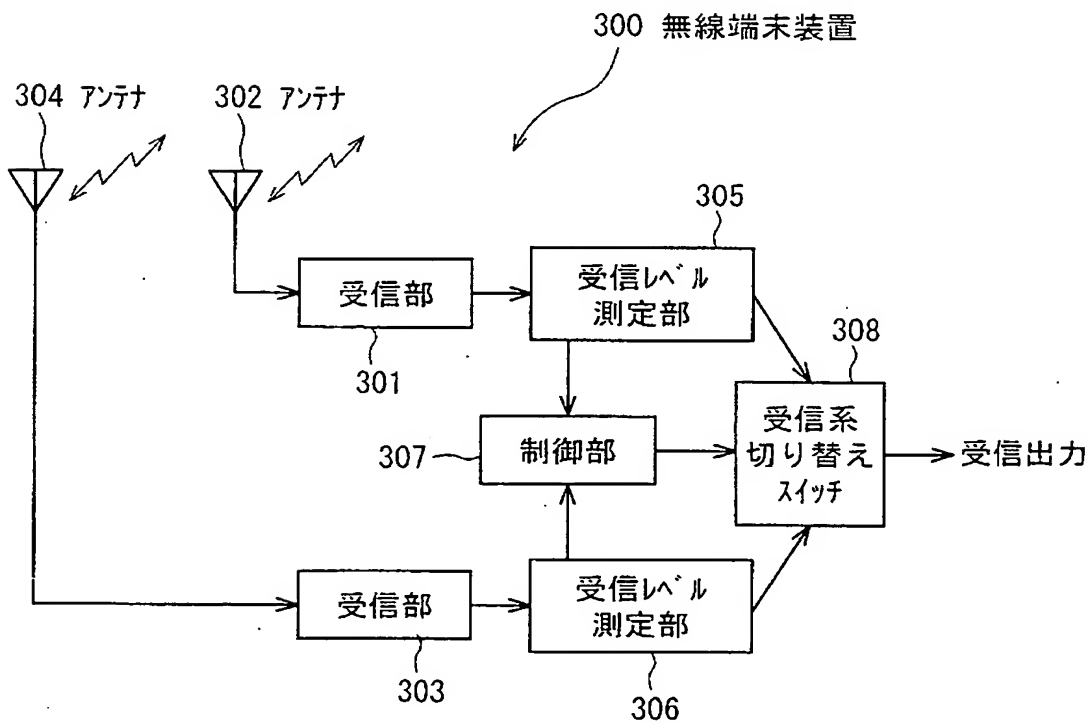 300 無線端末装置
304 アンテナ
302 アンテナ
305
受信部
受信レベル
測定部
301
308
307
制御部
受信系
切り替え
スイッチ
受信出力
受信部
受信レベル
測定部
303
306